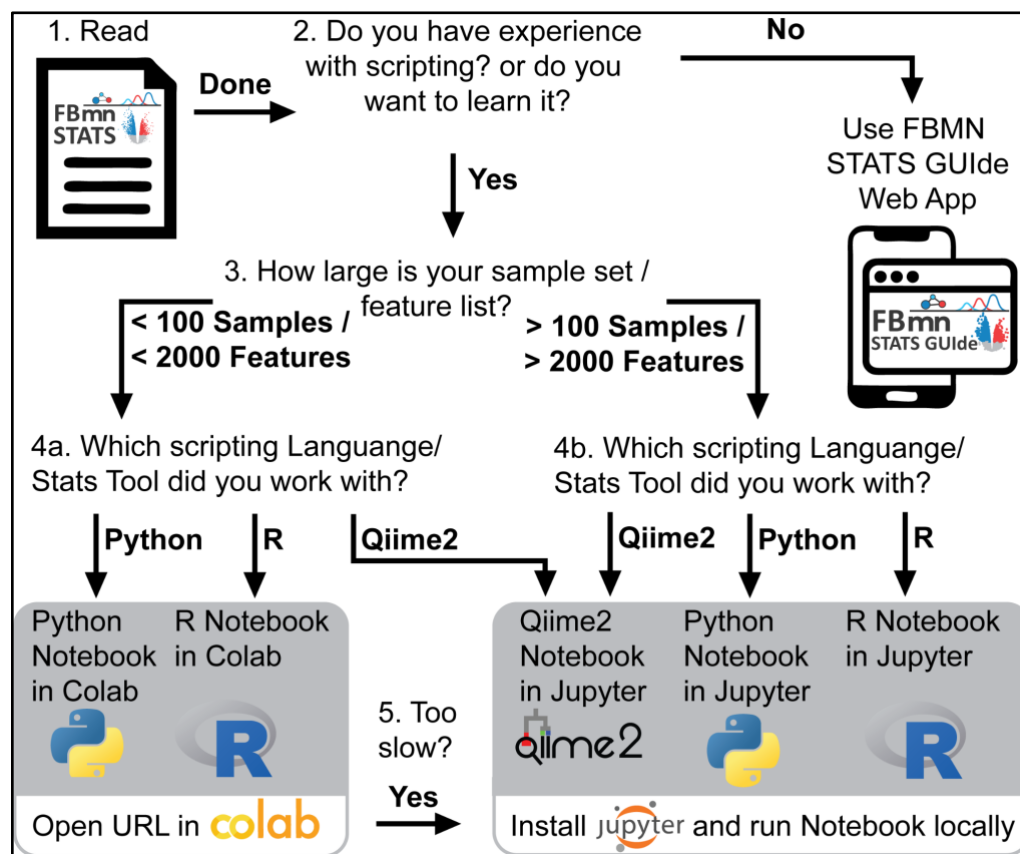 1. Read
FBmn
STATS
Done
2. Do you have experience
with scripting? or do you
want to learn it?
No
Use FBMN
STATS GUIde
Web App
FBmn
STATS GUIde
Yes
3. How large is your sample set /
feature list?
< 100 Samples /
< 2000 Features
> 100 Samples /
> 2000 Features
4a. Which scripting Languange/
Stats Tool did you work with?
Python
R
Qiime2
4b. Which scripting Languange/
Stats Tool did you work with?
Qiime2
Python
R
Python
Notebook
in Colab
R Notebook
in Colab
R
Open URL in colab
5. Too
slow?
Yes
Qiime2
Notebook
in Jupyter
Qiime2
Python
Notebook
in Jupyter
R Notebook
in Jupyter
R
Install jupyter and run Notebook locally